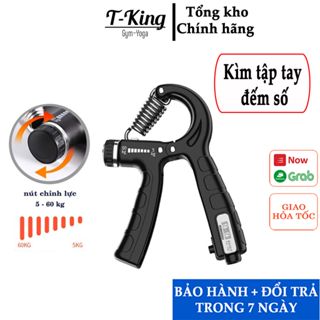 T-King
Gym-Yoga
Tổng kho
Chính hãng
Kìm tập tay
đếm số
nút chỉnh lực
5 - 60 kg
60KG
5KG
Now
Grab
GIAO
HỎA TỐC
BẢO HÀNH + ĐỔI TRẢ
TRONG 7 NGÀY